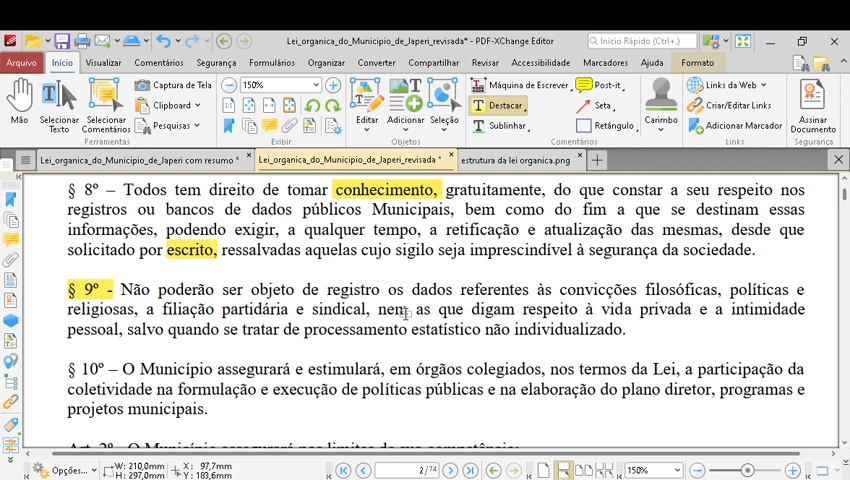 Lei_organica_do_Municipio_de_Japeri_revisada* - PDF-XChange Editor
Início Rápido (Ctrl+.)
Arquivo Início Visualizar Comentários Segurança Formulários Organizar Converter Compartilhar Revisar Acessibilidade Marcadores Ajuda Formato
Mão
Selecionar Texto
Selecionar Comentários
Captura de Tela
Clipboard
Pesquisas
Ferramentas
150%
Exibir
Editar
Adicionar
Seleção
Objetos
Máquina de Escrever
Destacar
Sublinhar
Post-it
Seta
Retângulo
Comentários
Carimbo
Links da Web
Criar/Editar Links
Adicionar Marcador
Links
Assinar Documento
Segurança
Lei_organica_do_Municipio_de_Japeri com resumo * Lei_organica_do_Municipio_de_Japeri_revisada * estrutura da lei organica.png
§ 8º – Todos tem direito de tomar conhecimento, gratuitamente, do que constar a seu respeito nos
registros ou bancos de dados públicos Municipais, bem como do fim a que se destinam essas
informações, podendo exigir, a qualquer tempo, a retificação e atualização das mesmas, desde que
solicitado por escrito, ressalvadas aquelas cujo sigilo seja imprescindível à segurança da sociedade.
§ 9º - Não poderão ser objeto de registro os dados referentes às convicções filosóficas, políticas e
religiosas, a filiação partidária e sindical, nem as que digam respeito à vida privada e a intimidade
pessoal, salvo quando se tratar de processamento estatístico não individualizado.
§ 10º – O Município assegurará e estimulará, em órgãos colegiados, nos termos da Lei, a participação da
coletividade na formulação e execução de políticas públicas e na elaboração do plano diretor, programas e
projetos municipais.
Art. 2º - O Município assegurará nos limites de sua competência:
Opções...
W: 210,0mm
H: 297,0mm
X: 97,7mm
Y: 183,6mm
2 / 74
150%